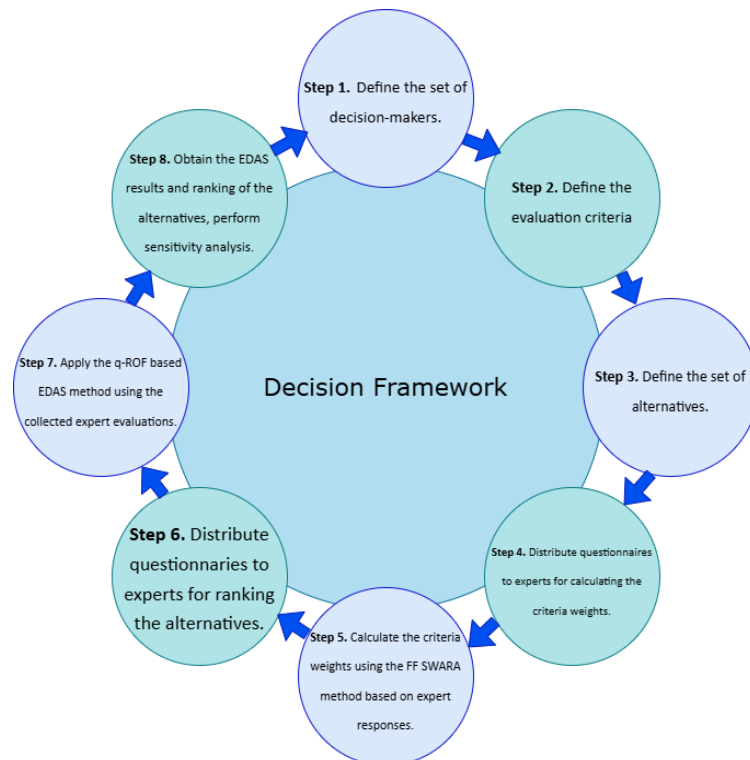 Step 1. Define the set of
decision-makers.
Step 2. Define the
evaluation criteria
Step 3. Define the set of
alternatives.
Step 4. Distribute questionnaires
to experts for calculating the
criteria weights.
Step 5. Calculate the criteria
weights using the FF SWARA
method based on expert
responses.
Step 6. Distribute
questionnaries to
experts for ranking
the alternatives.
Step 7. Apply the q-ROF based
EDAS method using the
collected expert evaluations.
Step 8. Obtain the EDAS
results and ranking of the
alternatives, perform
sensitivity analysis.
Decision Framework